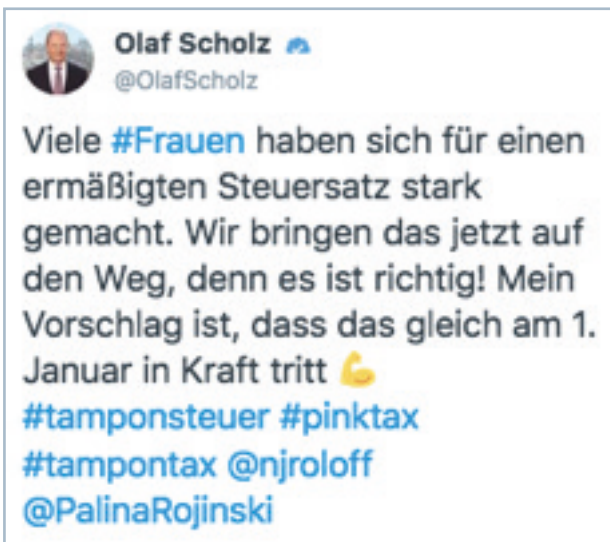 Olaf Scholz
@OlafScholz
Viele #Frauen haben sich für einen
ermäßigten Steuersatz stark
gemacht. Wir bringen das jetzt auf
den Weg, denn es ist richtig! Mein
Vorschlag ist, dass das gleich am 1.
Januar in Kraft tritt 💪
#tamponsteuer #pinktax
#tampontax @njroloff
@PalinaRojinski